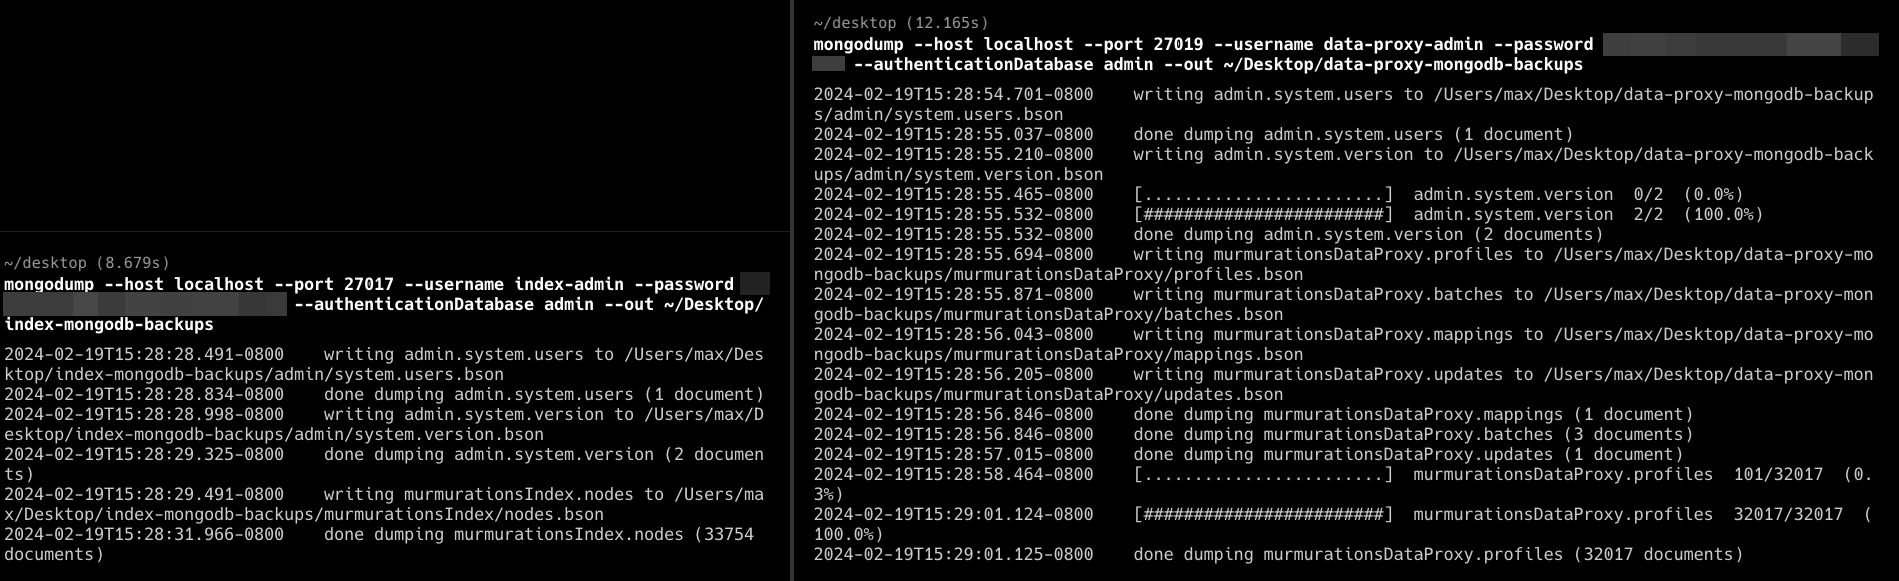 ~/desktop (8.679s)
mongodump --host localhost --port 27017 --username index-admin --password
--authenticationDatabase admin --out ~/Desktop/
index-mongodb-backups
2024-02-19T15:28:28.491-0800    writing admin.system.users to /Users/max/Des
ktop/index-mongodb-backups/admin/system.users.bson
2024-02-19T15:28:28.834-0800    done dumping admin.system.users (1 document)
2024-02-19T15:28:28.998-0800    writing admin.system.version to /Users/max/D
esktop/index-mongodb-backups/admin/system.version.bson
2024-02-19T15:28:29.325-0800    done dumping admin.system.version (2 documen
ts)
2024-02-19T15:28:29.491-0800    writing murmurationsIndex.nodes to /Users/ma
x/Desktop/index-mongodb-backups/murmurationsIndex/nodes.bson
2024-02-19T15:28:31.966-0800    done dumping murmurationsIndex.nodes (33754
documents)
~/desktop (12.165s)
mongodump --host localhost --port 27019 --username data-proxy-admin --password
--authenticationDatabase admin --out ~/Desktop/data-proxy-mongodb-backups
2024-02-19T15:28:54.701-0800    writing admin.system.users to /Users/max/Desktop/data-proxy-mongodb-backup
s/admin/system.users.bson
2024-02-19T15:28:55.037-0800    done dumping admin.system.users (1 document)
2024-02-19T15:28:55.210-0800    writing admin.system.version to /Users/max/Desktop/data-proxy-mongodb-back
ups/admin/system.version.bson
2024-02-19T15:28:55.465-0800    [........................]  admin.system.version  0/2  (0.0%)
2024-02-19T15:28:55.532-0800    [########################]  admin.system.version  2/2  (100.0%)
2024-02-19T15:28:55.532-0800    done dumping admin.system.version (2 documents)
2024-02-19T15:28:55.694-0800    writing murmurationsDataProxy.profiles to /Users/max/Desktop/data-proxy-mo
ngodb-backups/murmurationsDataProxy/profiles.bson
2024-02-19T15:28:55.871-0800    writing murmurationsDataProxy.batches to /Users/max/Desktop/data-proxy-mon
godb-backups/murmurationsDataProxy/batches.bson
2024-02-19T15:28:56.043-0800    writing murmurationsDataProxy.mappings to /Users/max/Desktop/data-proxy-mo
ngodb-backups/murmurationsDataProxy/mappings.bson
2024-02-19T15:28:56.205-0800    writing murmurationsDataProxy.updates to /Users/max/Desktop/data-proxy-mon
godb-backups/murmurationsDataProxy/updates.bson
2024-02-19T15:28:56.846-0800    done dumping murmurationsDataProxy.mappings (1 document)
2024-02-19T15:28:56.846-0800    done dumping murmurationsDataProxy.batches (3 documents)
2024-02-19T15:28:57.015-0800    done dumping murmurationsDataProxy.updates (1 document)
2024-02-19T15:28:58.464-0800    [........................]  murmurationsDataProxy.profiles  101/32017  (0.
3%)
2024-02-19T15:29:01.124-0800    [########################]  murmurationsDataProxy.profiles  32017/32017  (
100.0%)
2024-02-19T15:29:01.125-0800    done dumping murmurationsDataProxy.profiles (32017 documents)